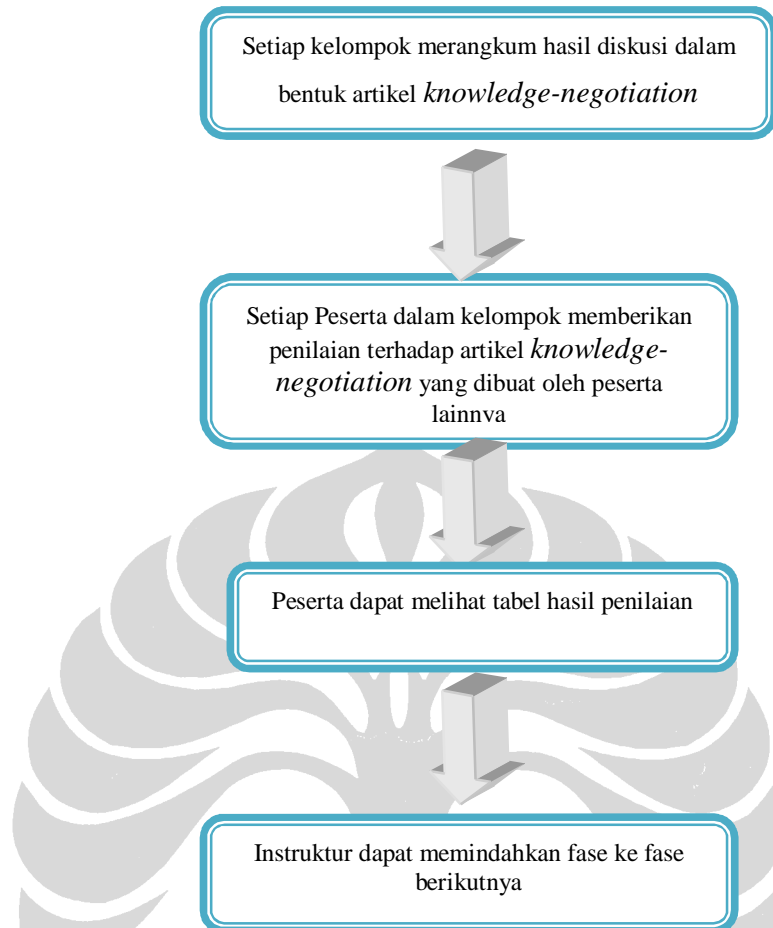 Setiap kelompok merangkum hasil diskusi dalam
bentuk artikel knowledge-negotiation
Setiap Peserta dalam kelompok memberikan
penilaian terhadap artikel knowledge-
negotiation yang dibuat oleh peserta
lainnya
Peserta dapat melihat tabel hasil penilaian
Instruktur dapat memindahkan fase ke fase
berikutnya